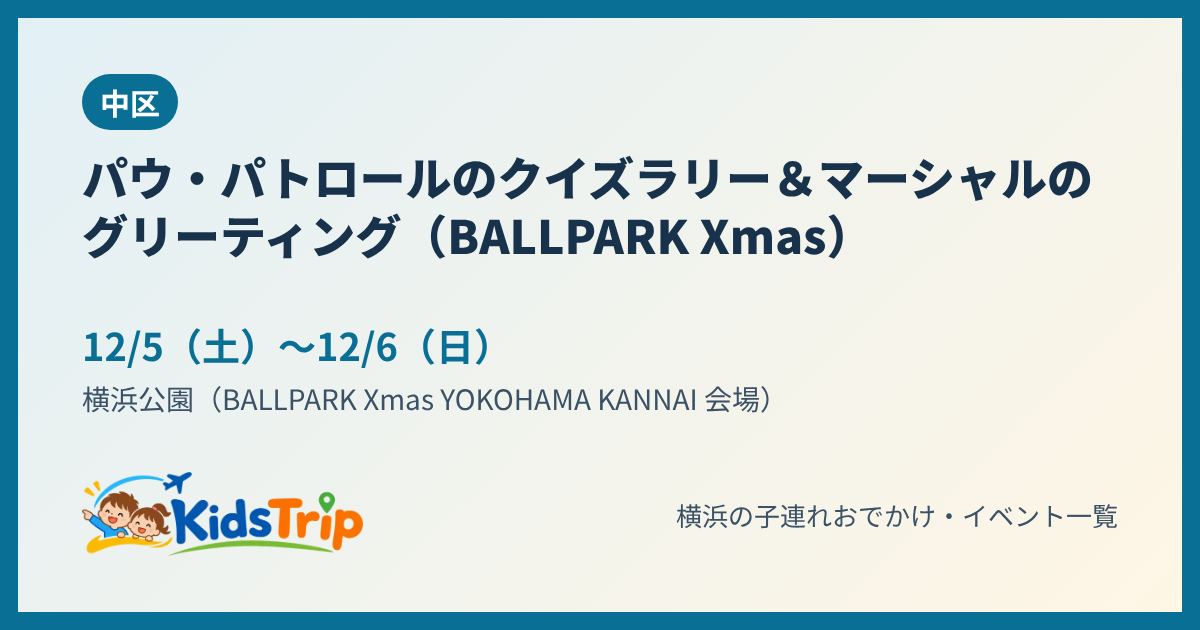 中区
パウ・パトロールのクイズラリー＆マーシャルの
グリーティング（BALLPARK Xmas）
12/5（土）〜12/6（日）
横浜公園（BALLPARK Xmas YOKOHAMA KANNAI 会場）
KidsTrip
横浜の子連れおでかけ・イベント一覧